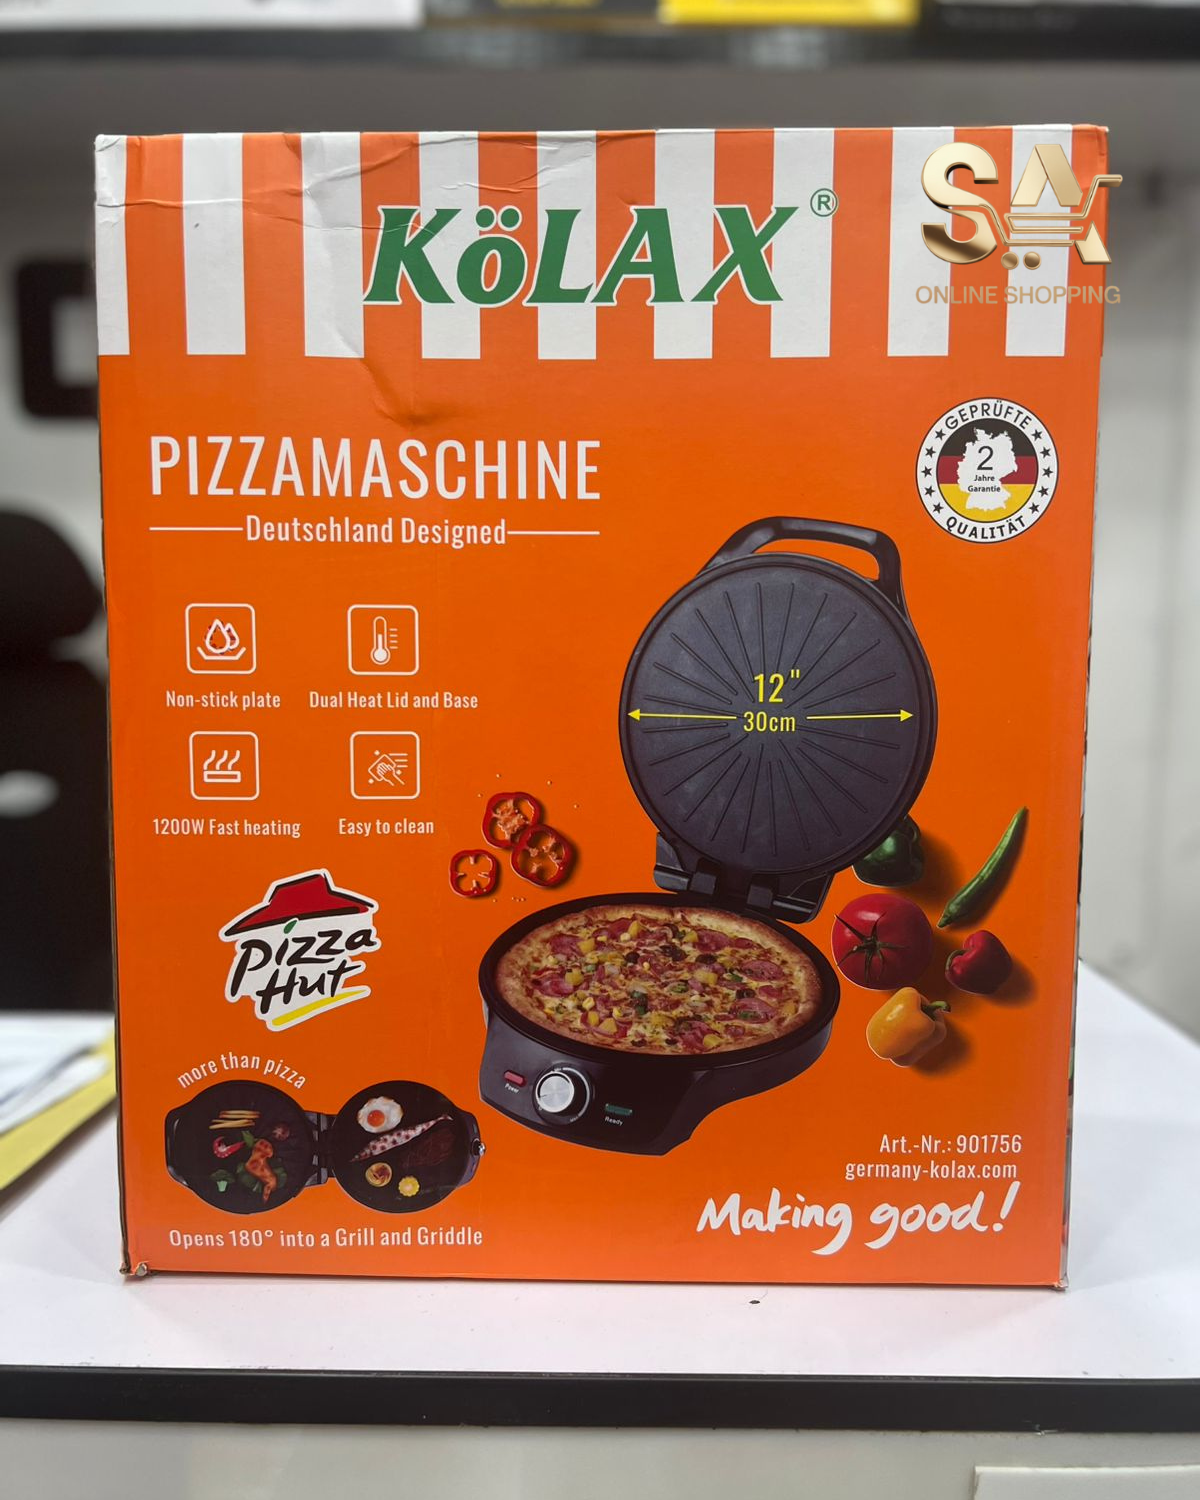 KöLAX®
SA
ONLINE SHOPPING
GEPRÜFTE
2
Jahre
Garantie
QUALITÄT
PIZZAMASCHINE
Deutschland Designed
Non-stick plate
Dual Heat Lid and Base
1200W Fast heating
Easy to clean
12"
30cm
Pizza
Hut
Power
Ready
more than pizza
Opens 180° into a Grill and Griddle
Art.-Nr.: 901756
germany-kolax.com
Making good!